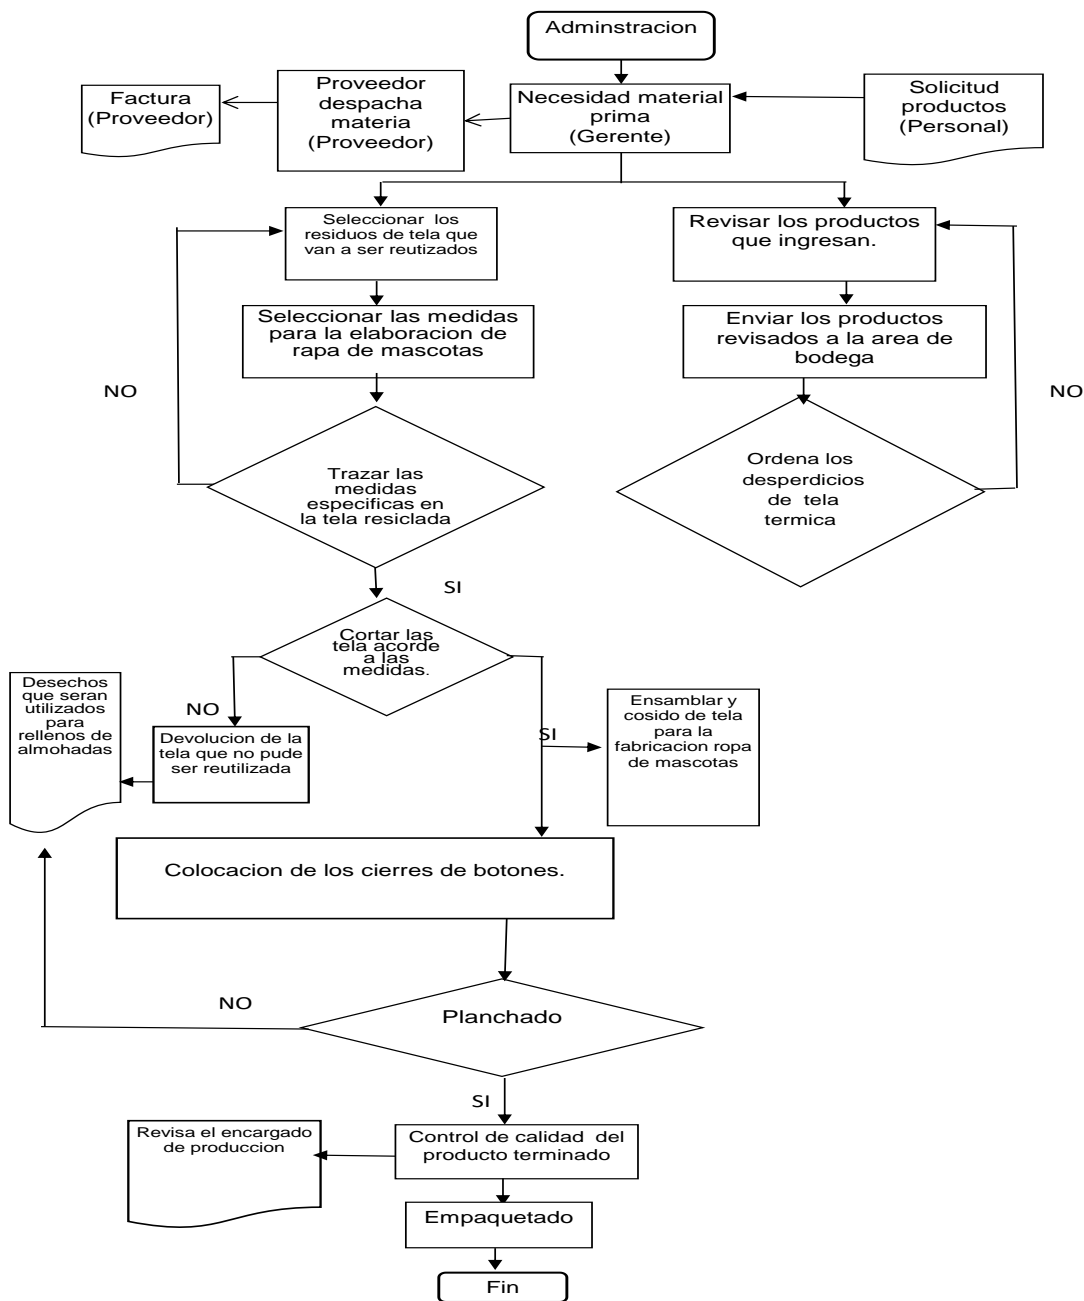 Adminstracion
Factura
(Proveedor)
Proveedor
despacha
materia
(Proveedor)
Necesidad material
prima
(Gerente)
Solicitud
productos
(Personal)
Seleccionar los
residuos de tela que
van a ser reutizados
Revisar los productos
que ingresan.
Seleccionar las medidas
para la elaboracion de
rapa de mascotas
Enviar los productos
revisados a la area de
bodega
NO
NO
Trazar las
medidas
especificas en
la tela resiclada
Ordena los
desperdicios
de tela
termica
SI
Cortar las
tela acorde
a las
medidas.
Desechos
que seran
utilizados
para
rellenos de
almohadas
NO
Devolucion de la
tela que no pude
ser reutilizada
SI
Ensamblar y
cosido de tela
para la
fabricacion ropa
de mascotas
Colocacion de los cierres de botones.
NO
Planchado
SI
Revisa el encargado
de produccion
Control de calidad del
producto terminado
Empaquetado
Fin